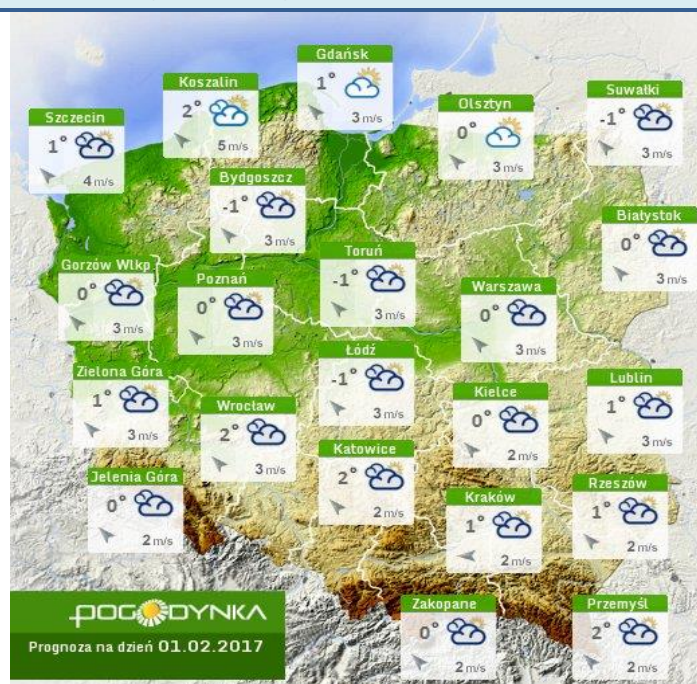 Gdańsk
1°
3 m/s
Koszalin
2°
5 m/s
Suwałki
-1°
3 m/s
Olsztyn
0°
3 m/s
Szczecin
1°
4 m/s
Bydgoszcz
-1°
3 m/s
Białystok
0°
3 m/s
Toruń
-1°
3 m/s
Gorzów Wlkp
0°
3 m/s
Poznań
0°
3 m/s
Warszawa
0°
3 m/s
Łódź
-1°
3 m/s
Zielona Góra
1°
3 m/s
Lublin
1°
3 m/s
Kielce
0°
2 m/s
Wrocław
2°
3 m/s
Katowice
2°
2 m/s
Jelenia Góra
0°
2 m/s
Rzeszów
1°
2 m/s
Kraków
1°
2 m/s
Zakopane
0°
2 m/s
Przemyśl
2°
2 m/s
POGODYNKA
Prognoza na dzień 01.02.2017